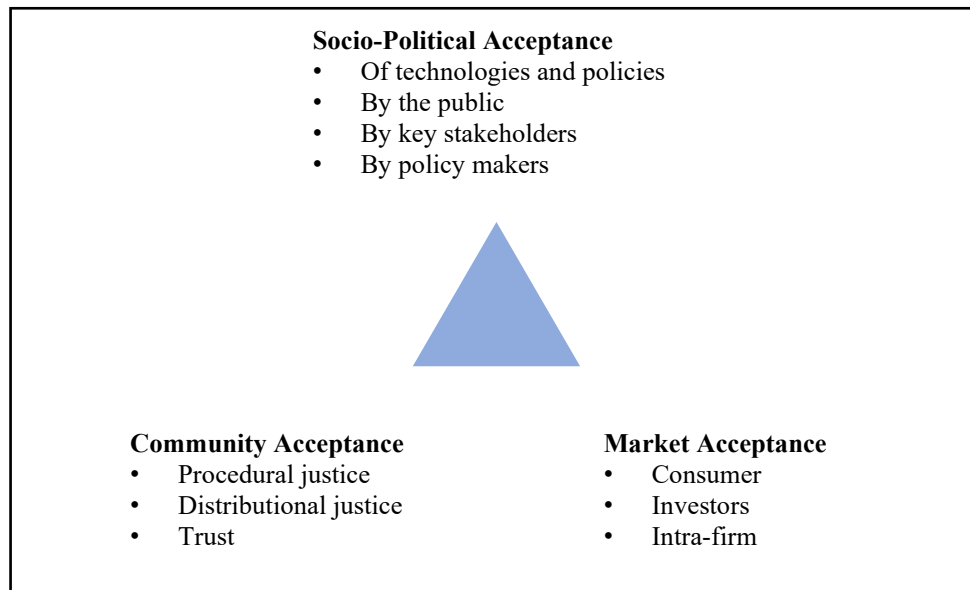 Socio-Political Acceptance
• Of technologies and policies
• By the public
• By key stakeholders
• By policy makers
Community Acceptance
• Procedural justice
• Distributional justice
• Trust
Market Acceptance
• Consumer
• Investors
• Intra-firm